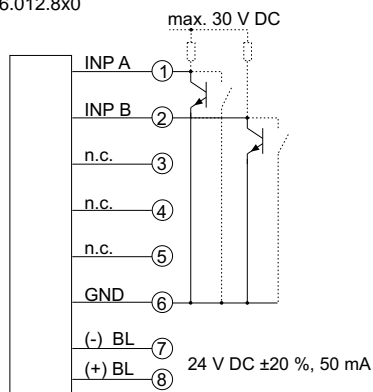 6.012.8x0
max. 30 V DC
INP A 1
INP B 2
n.c. 3
n.c. 4
n.c. 5
GND 6
(-) BL 7
(+) BL 8
24 V DC ±20 %, 50 mA